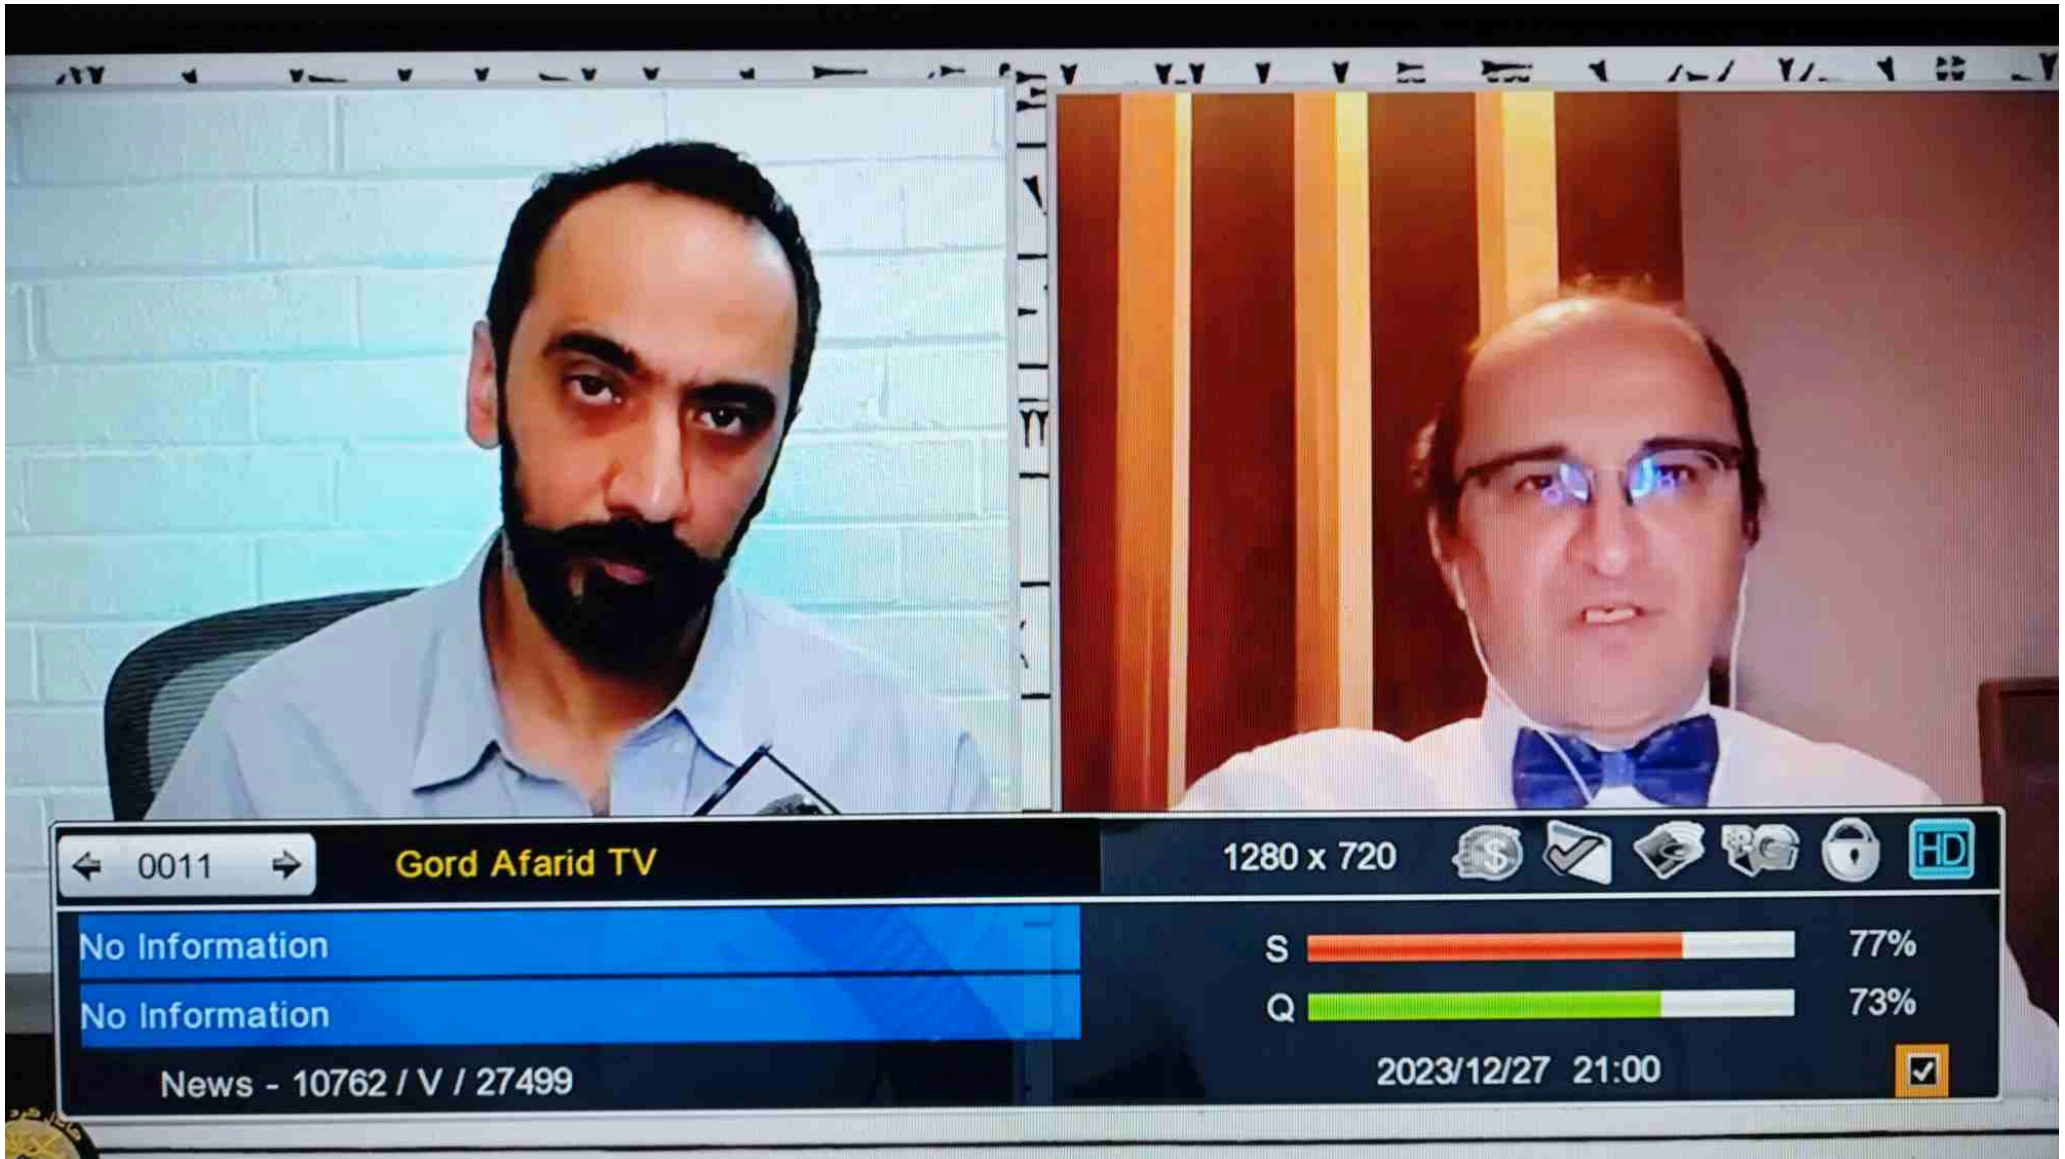 0011
Gord Afarid TV
1280 x 720
HD
No Information
S
77%
No Information
Q
73%
News - 10762 / V / 27499
2023/12/27 21:00